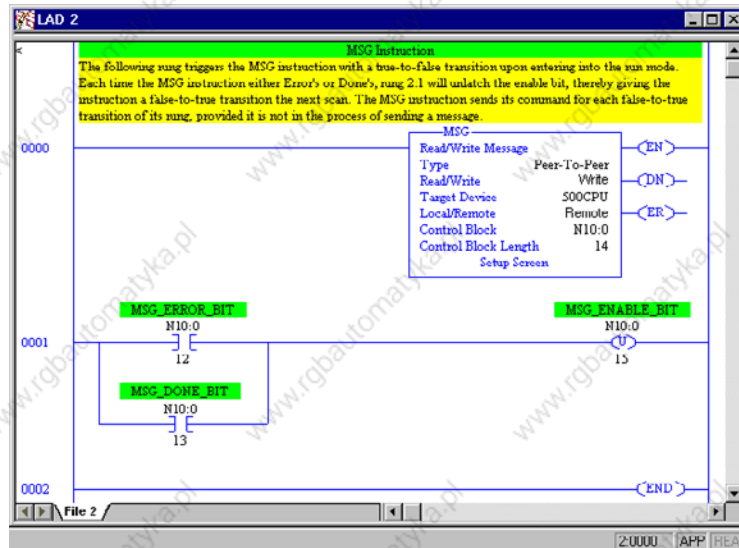 LAD 2
MSG Instruction
The following rung triggers the MSG instruction with a true-to-false transition upon entering into the run mode.
Each time the MSG instruction either Error's or Done's, rung 2.1 will unlatch the enable bit, thereby giving the
instruction a false-to-true transition the next scan. The MSG instruction sends its command for each false-to-true
transition of its rung, provided it is not in the process of sending a message.
0000
MSG
Read/Write Message
Type Peer-To-Peer
Read/Write Write
Target Device 500CPU
Local/Remote Remote
Control Block N10:0
Control Block Length 14
Setup Screen
EN
DN
ER
0001
MSG_ERROR_BIT
N10:0
12
MSG_DONE_BIT
N10:0
13
MSG_ENABLE_BIT
N10:0
U
15
0002
END
File 2
2:0000 APP REA
www.rgbautomatyka.pl